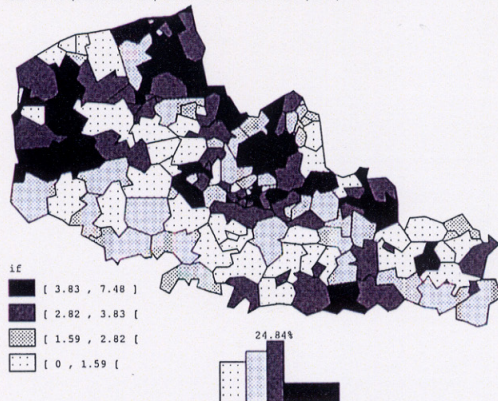 if
[ 3.83 , 7.48 ]
[ 2.82 , 3.83 [
[ 1.59 , 2.82 [
[ 0 , 1.59 [
24.84%